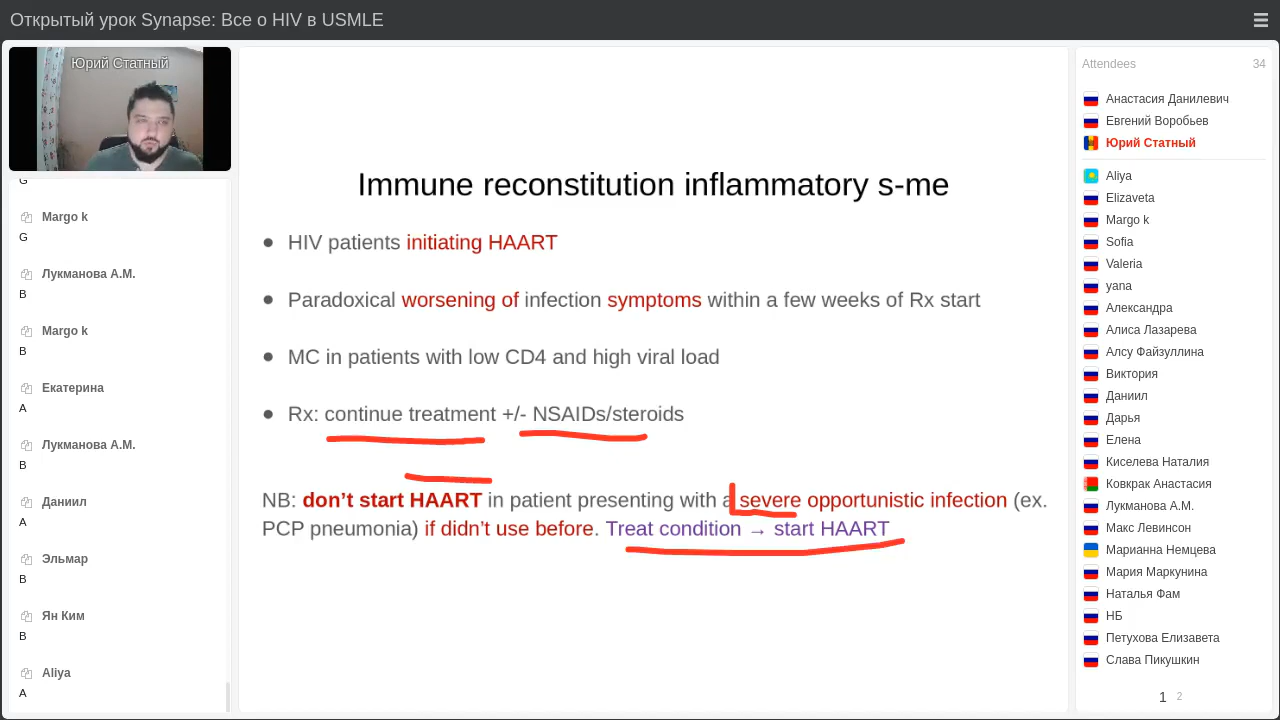 Открытый урок Synapse: Все о HIV в USMLE
Юрий Статный
G
Margo k
G
Лукманова А.М.
B
Margo k
B
Екатерина
A
Лукманова А.М.
B
Даниил
A
Эльмар
B
Ян Ким
B
Aliya
A
Immune reconstitution inflammatory s-me
● HIV patients initiating HAART
● Paradoxical worsening of infection symptoms within a few weeks of Rx start
● MC in patients with low CD4 and high viral load
● Rx: continue treatment +/- NSAIDs/steroids
NB: don't start HAART in patient presenting with a severe opportunistic infection (ex.
PCP pneumonia) if didn't use before. Treat condition → start HAART
Attendees 34
Анастасия Данилевич
Евгений Воробьев
Юрий Статный
Aliya
Elizaveta
Margo k
Sofia
Valeria
yana
Александра
Алиса Лазарева
Алсу Файзуллина
Виктория
Даниил
Дарья
Елена
Киселева Наталия
Коврак Анастасия
Лукманова А.М.
Макс Левинсон
Марианна Немцева
Мария Маркунина
Наталья Фам
НБ
Петухова Елизавета
Слава Пикушкин
1 2